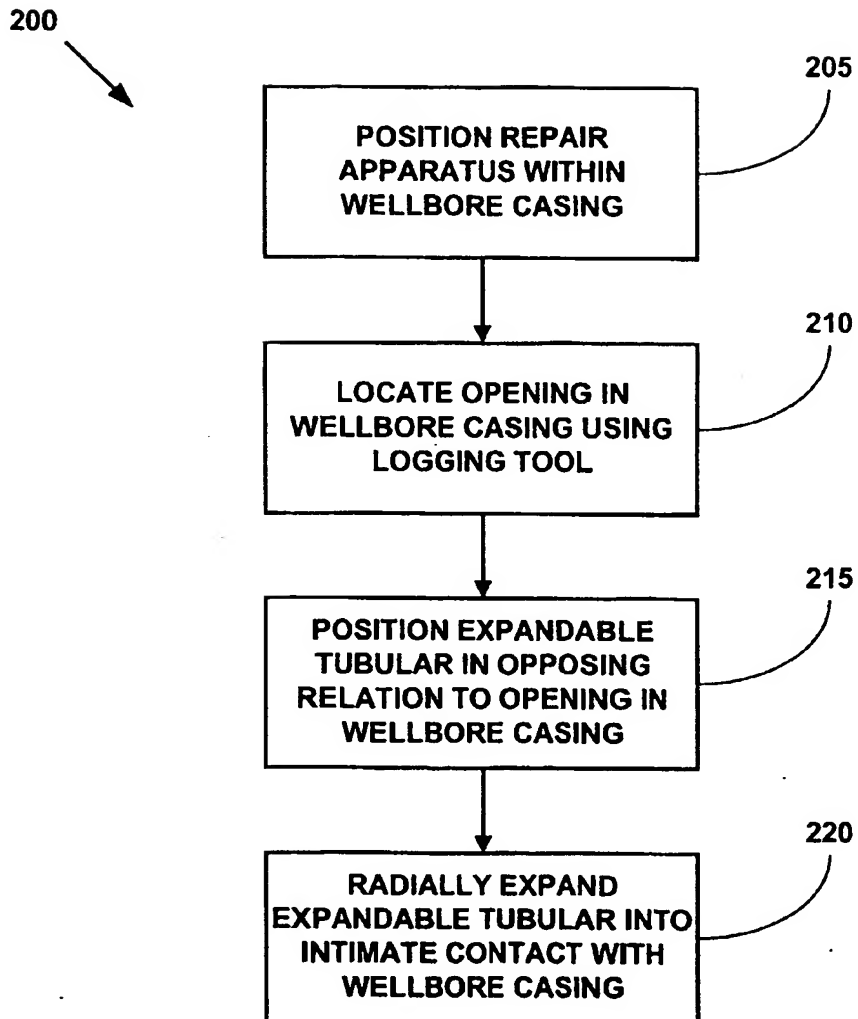 200
205
POSITION REPAIR
APPARATUS WITHIN
WELLBORE CASING
210
LOCATE OPENING IN
WELLBORE CASING USING
LOGGING TOOL
215
POSITION EXPANDABLE
TUBULAR IN OPPOSING
RELATION TO OPENING IN
WELLBORE CASING
220
RADIALLY EXPAND
EXPANDABLE TUBULAR INTO
INTIMATE CONTACT WITH
WELLBORE CASING